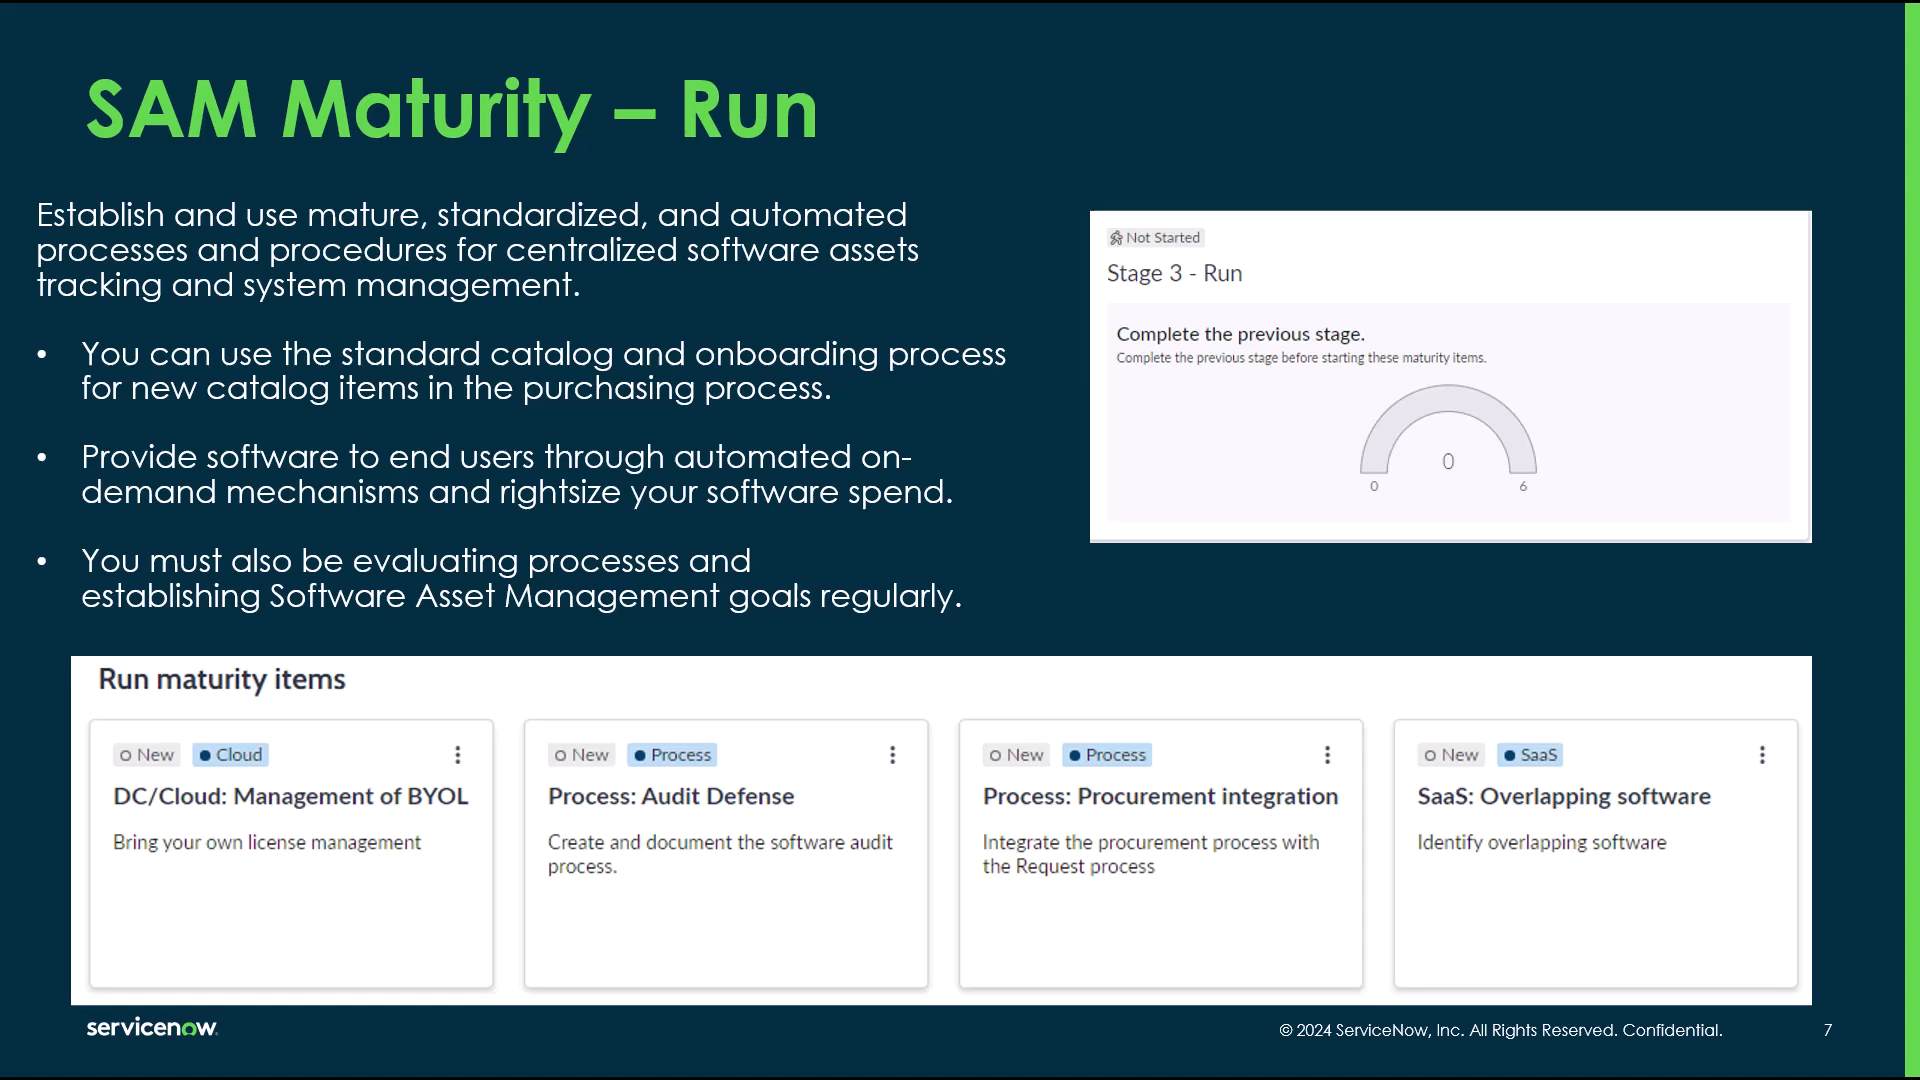 SAM Maturity – Run
Establish and use mature, standardized, and automated
processes and procedures for centralized software assets
tracking and system management.
• You can use the standard catalog and onboarding process
for new catalog items in the purchasing process.
• Provide software to end users through automated on-
demand mechanisms and rightsize your software spend.
• You must also be evaluating processes and
establishing Software Asset Management goals regularly.
Not Started
Stage 3 - Run
Complete the previous stage.
Complete the previous stage before starting these maturity items.
0
0 6
Run maturity items
New Cloud
DC/Cloud: Management of BYOL
Bring your own license management
New Process
Process: Audit Defense
Create and document the software audit
process.
New Process
Process: Procurement integration
Integrate the procurement process with
the Request process
New SaaS
SaaS: Overlapping software
Identify overlapping software
servicenow
© 2024 ServiceNow, Inc. All Rights Reserved. Confidential. 7